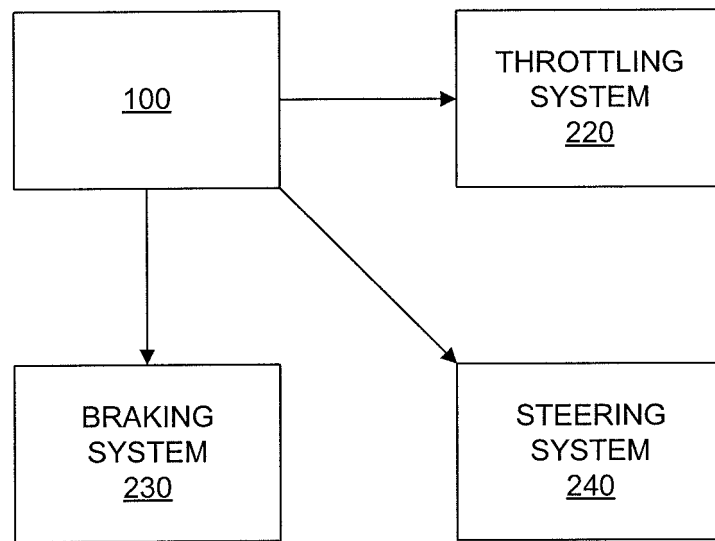 100
THROTTLING
SYSTEM
220
BRAKING
SYSTEM
230
STEERING
SYSTEM
240